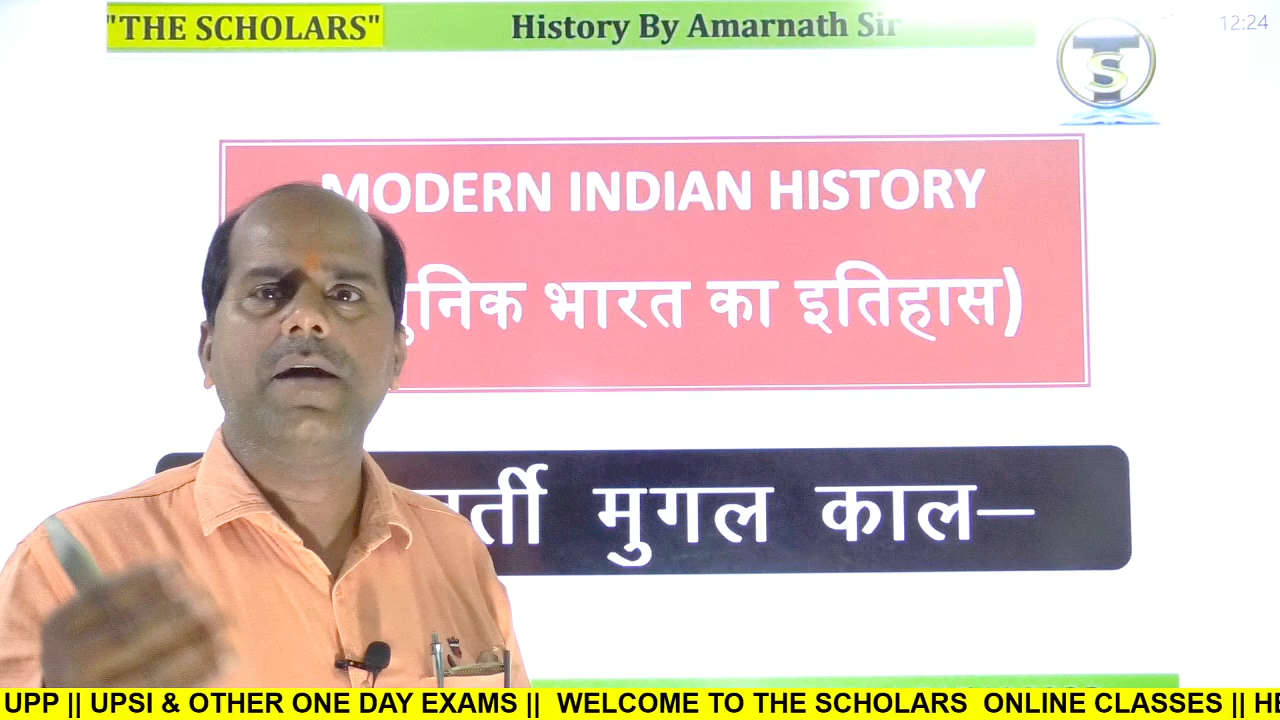 "THE SCHOLARS" History By Amarnath Sir
TS
12:24
MODERN INDIAN HISTORY
भारत का इतिहास)
मुगल काल–
UPP || UPSI & OTHER ONE DAY EXAMS || WELCOME TO THE SCHOLARS ONLINE CLASSES ||